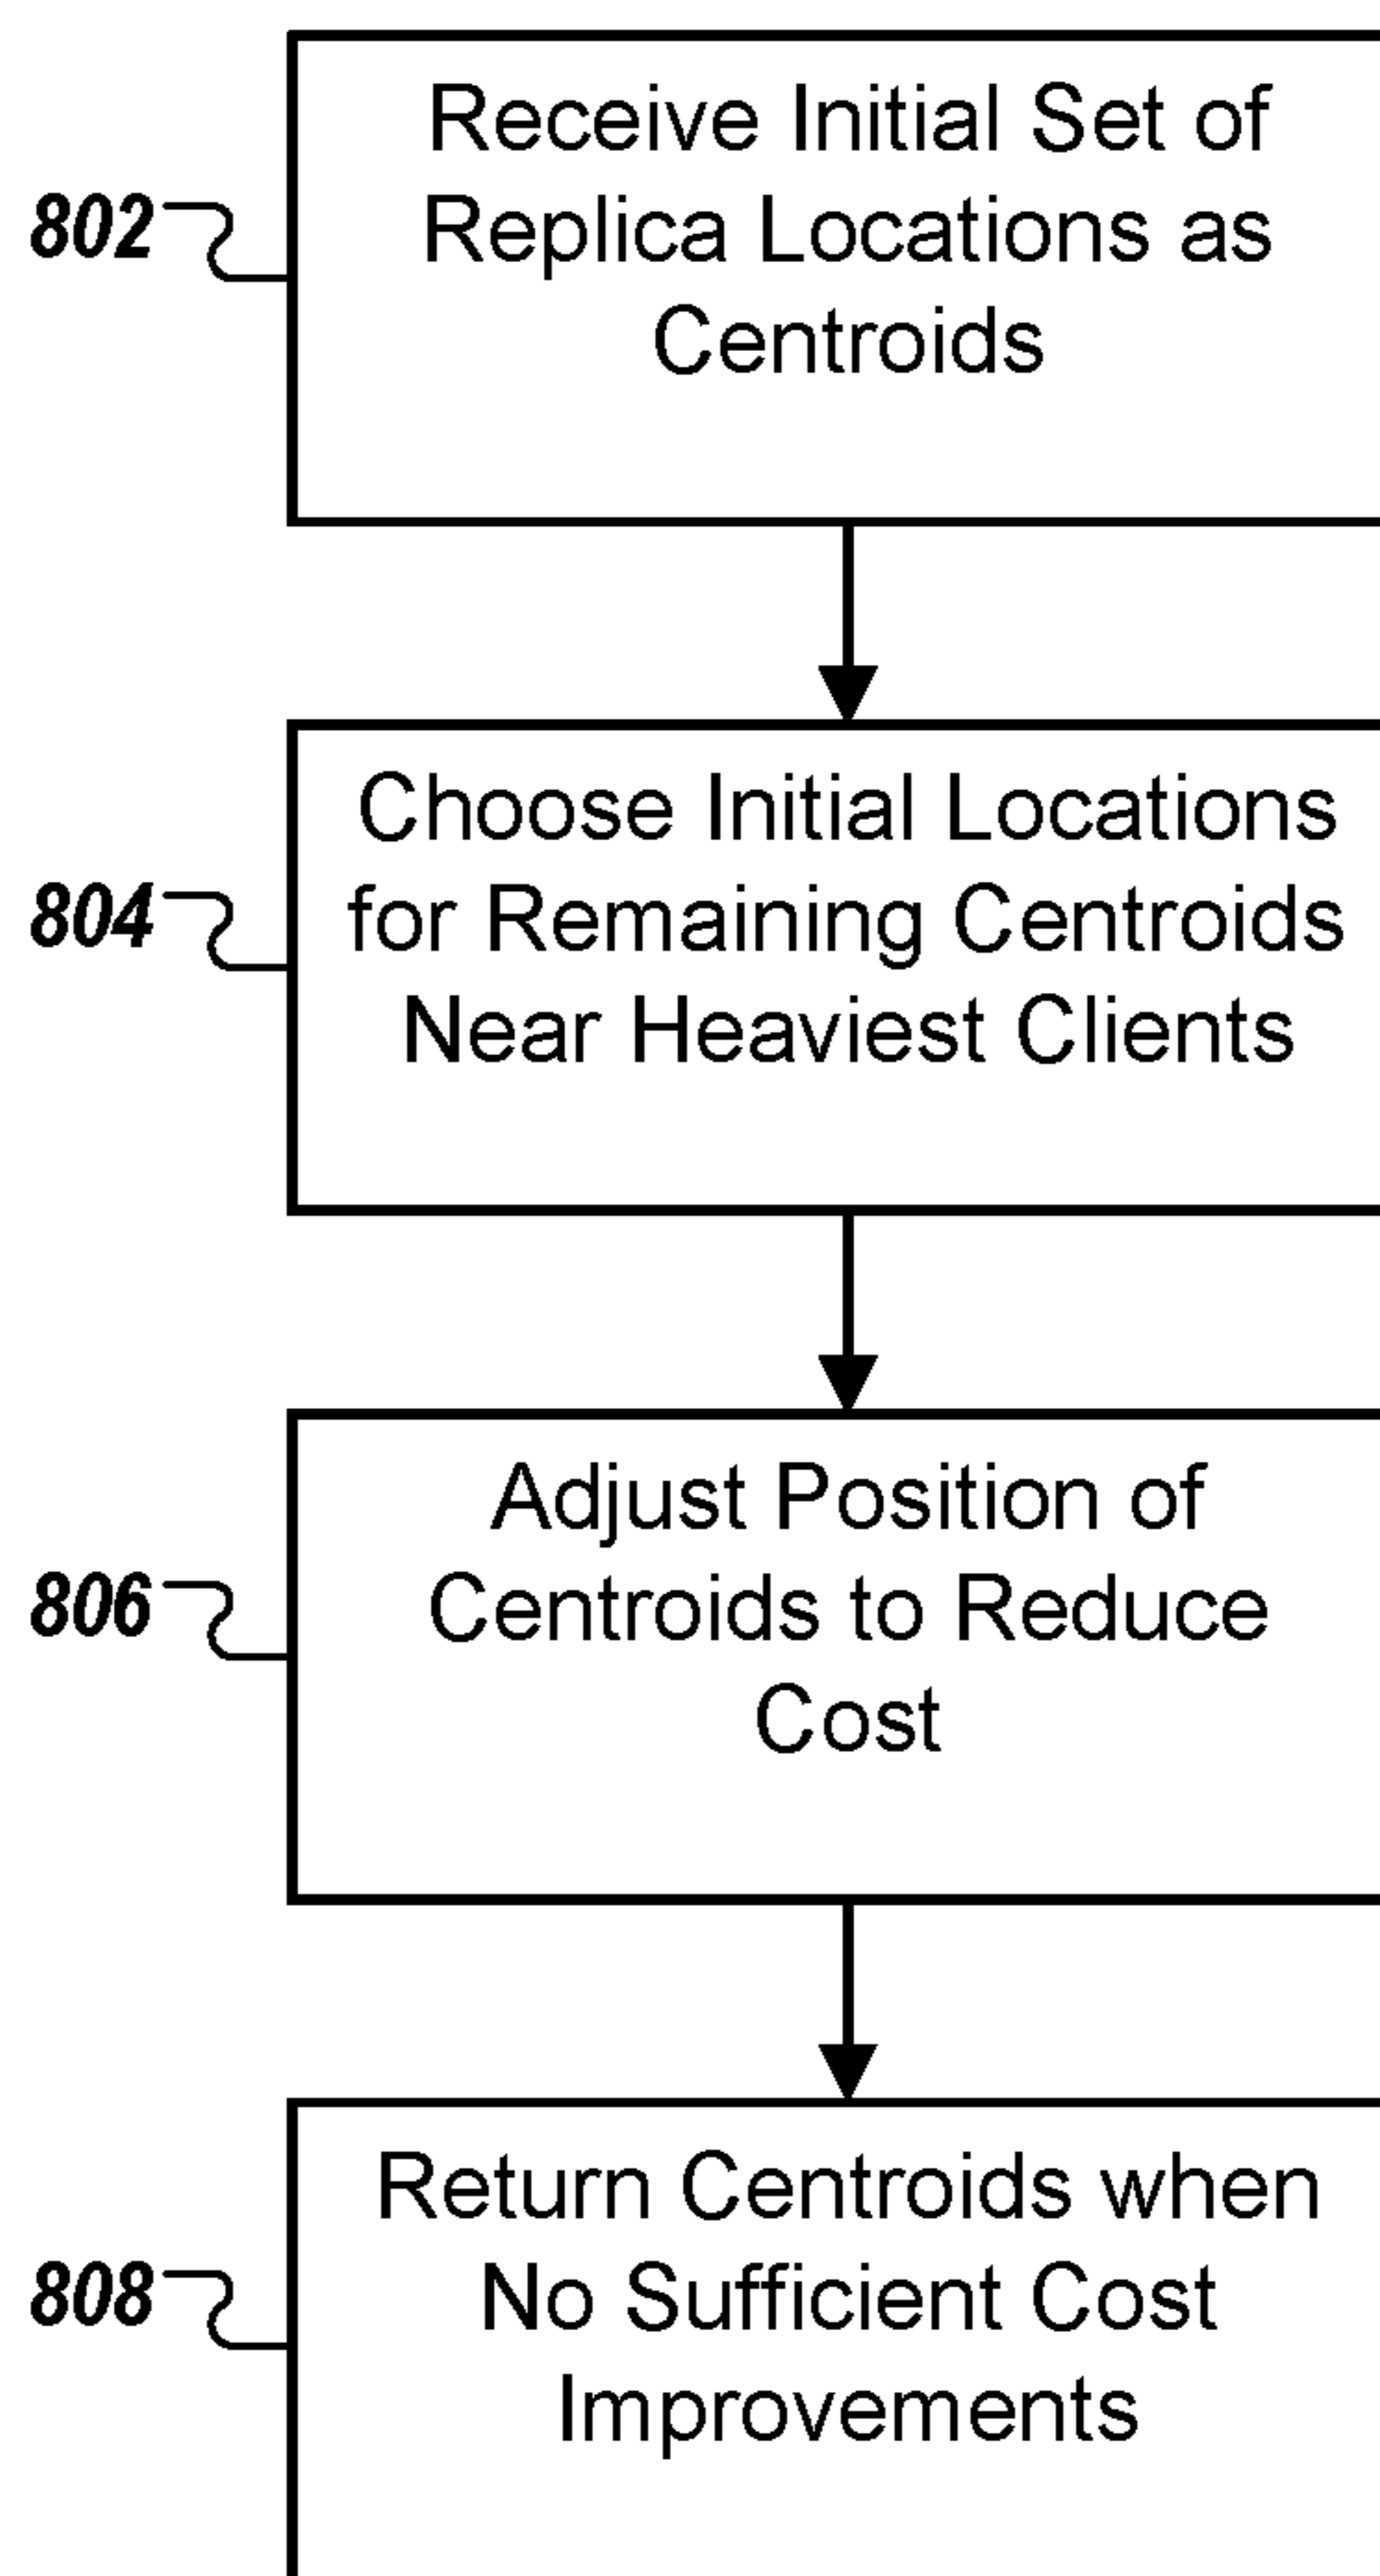 Receive Initial Set of
Replica Locations as
Centroids
802
Choose Initial Locations
for Remaining Centroids
Near Heaviest Clients
804
Adjust Position of
Centroids to Reduce
Cost
806
Return Centroids when
No Sufficient Cost
Improvements
808